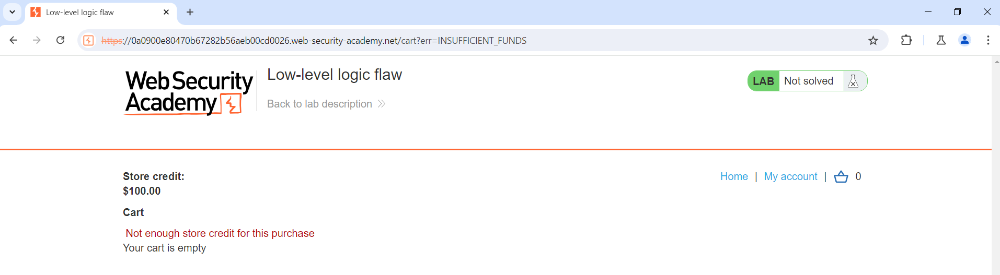 Low-level logic flaw
https://0a0900e80470b67282b56aeb00cd0026.web-security-academy.net/cart?err=INSUFFICIENT_FUNDS
Web Security
Academy
Low-level logic flaw
Back to lab description
LAB Not solved
Store credit:
$100.00
Home | My account | 0
Cart
Not enough store credit for this purchase
Your cart is empty